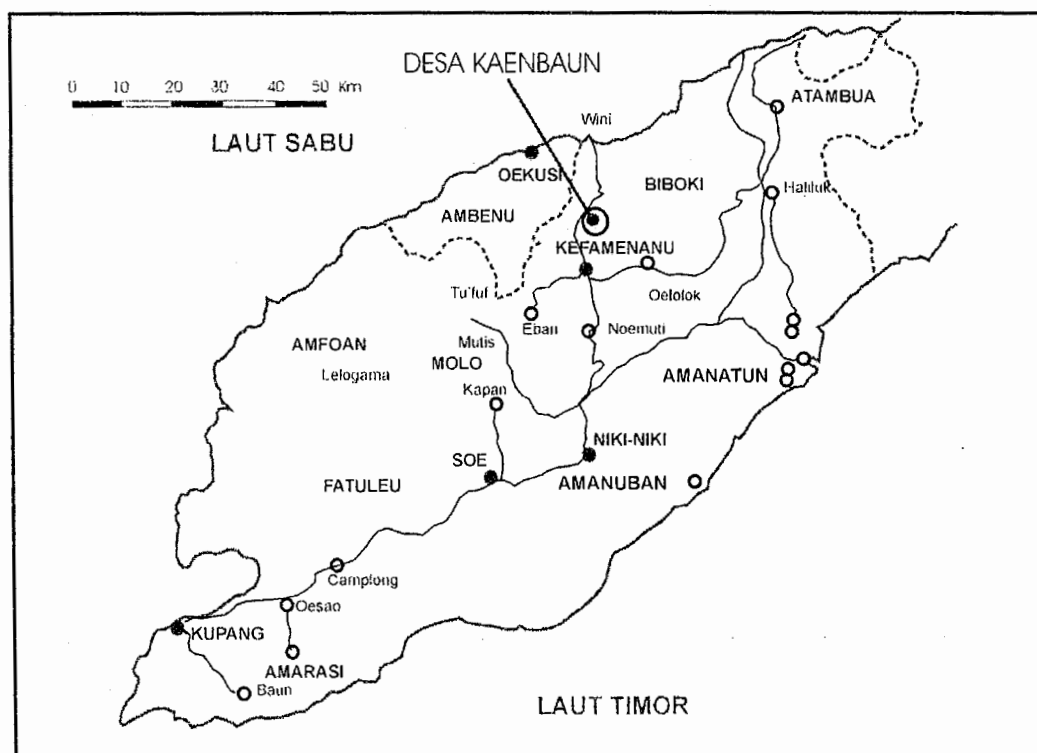 DESA KAENBAUN
0 10 20 30 40 50 Km
ATAMBUA
Wini
LAUT SABU
OEKUSI
BIBOKI
Haliluk
AMBENU
KEFAMENANU
Tu'fuf
Oelolok
Eban
Noemuti
AMFOAN
Mutis
MOLO
Lelogama
AMANATUN
Kapan
NIKI-NIKI
SOE
FATULEU
AMANUBAN
Camplong
Oesao
KUPANG
AMARASI
Baun
LAUT TIMOR